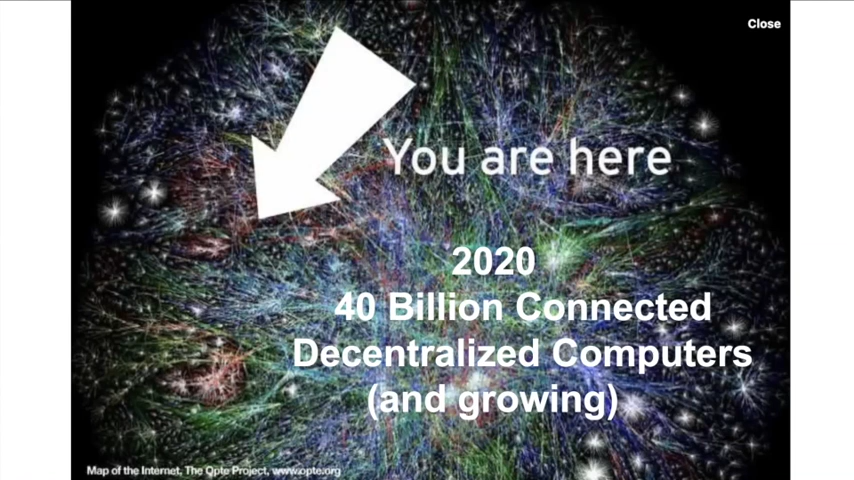 Close
You are here
2020
40 Billion Connected
Decentralized Computers
(and growing)
Map of the Internet, The Opte Project, www.opte.org